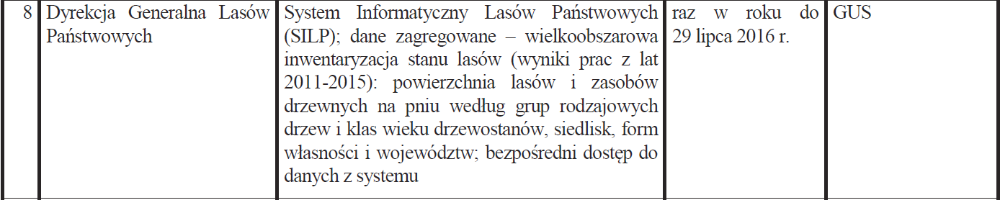 8
Dyrekcja Generalna Lasów
Państwowych
System Informatyczny Lasów Państwowych
(SILP); dane zagregowane – wielkoobszarowa
inwentaryzacja stanu lasów (wyniki prac z lat
2011-2015): powierzchnia lasów i zasobów
drzewnych na pniu według grup rodzajowych
drzew i klas wieku drzewostanów, siedlisk, form
własności i województw; bezpośredni dostęp do
danych z systemu
raz w roku do
29 lipca 2016 r.
GUS